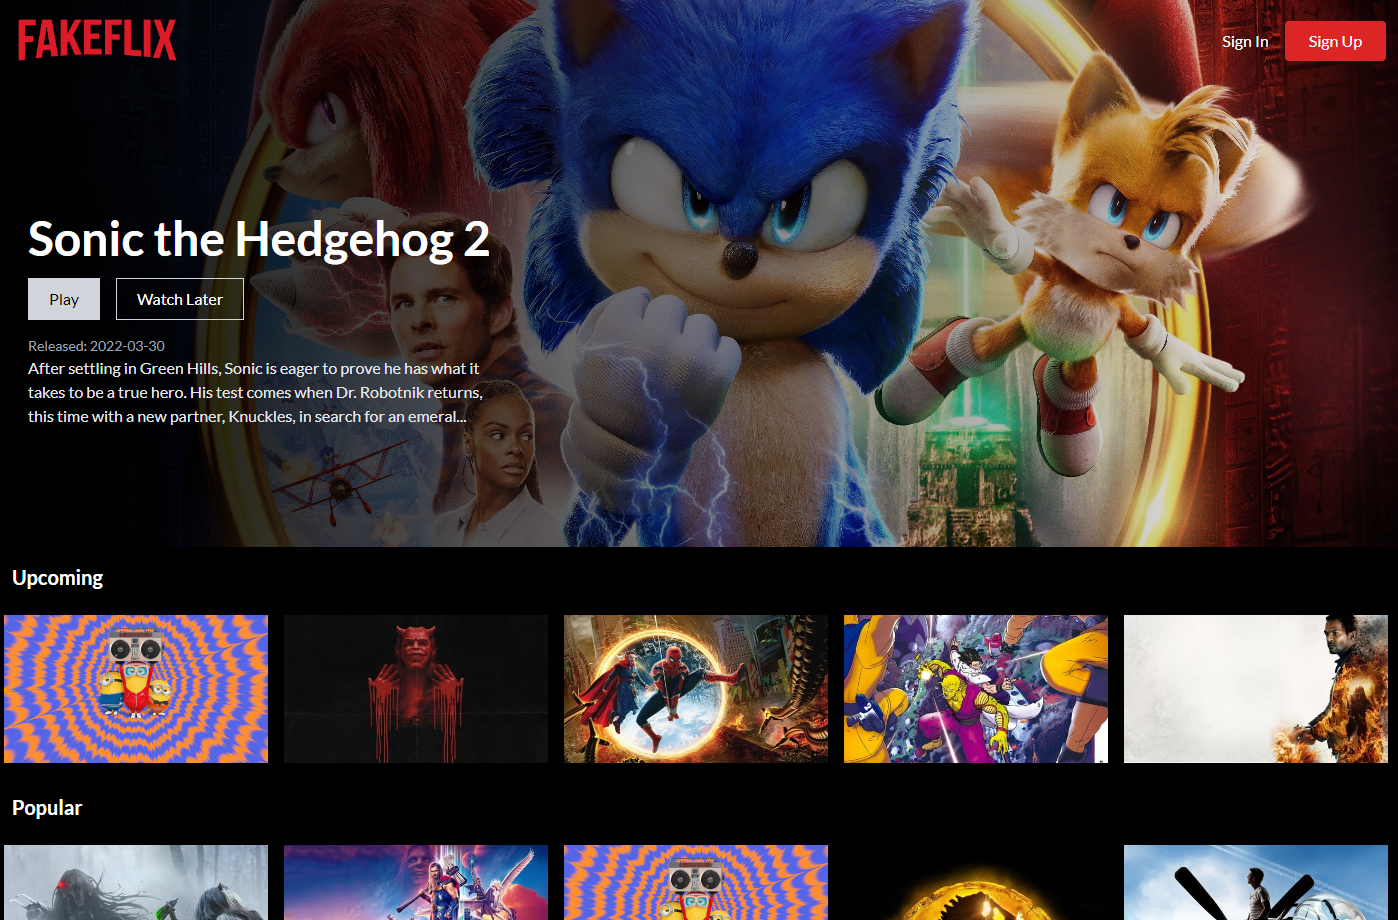 FAKEFLIX
Sign In
Sign Up
Sonic the Hedgehog 2
Play
Watch Later
Released: 2022-03-30
After settling in Green Hills, Sonic is eager to prove he has what it
takes to be a true hero. His test comes when Dr. Robotnik returns,
this time with a new partner, Knuckles, in search for an emeral...
Upcoming
Popular